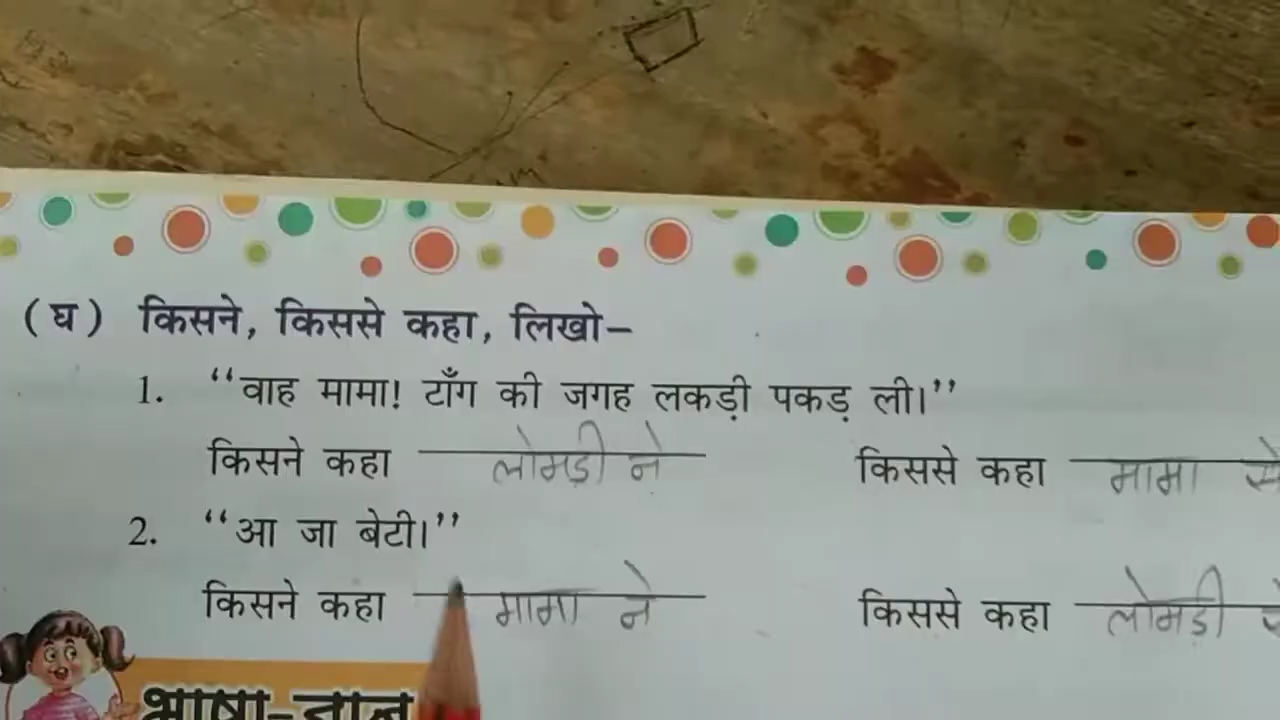 (घ) किसने, किससे कहा, लिखो–
1. “वाह मामा! टाँग की जगह लकड़ी पकड़ ली।”
किसने कहा लोमड़ी ने किससे कहा मामा से
2. “आ जा बेटी।”
किसने कहा मामा ने किससे कहा लोमड़ी
भाषा-ज्ञान